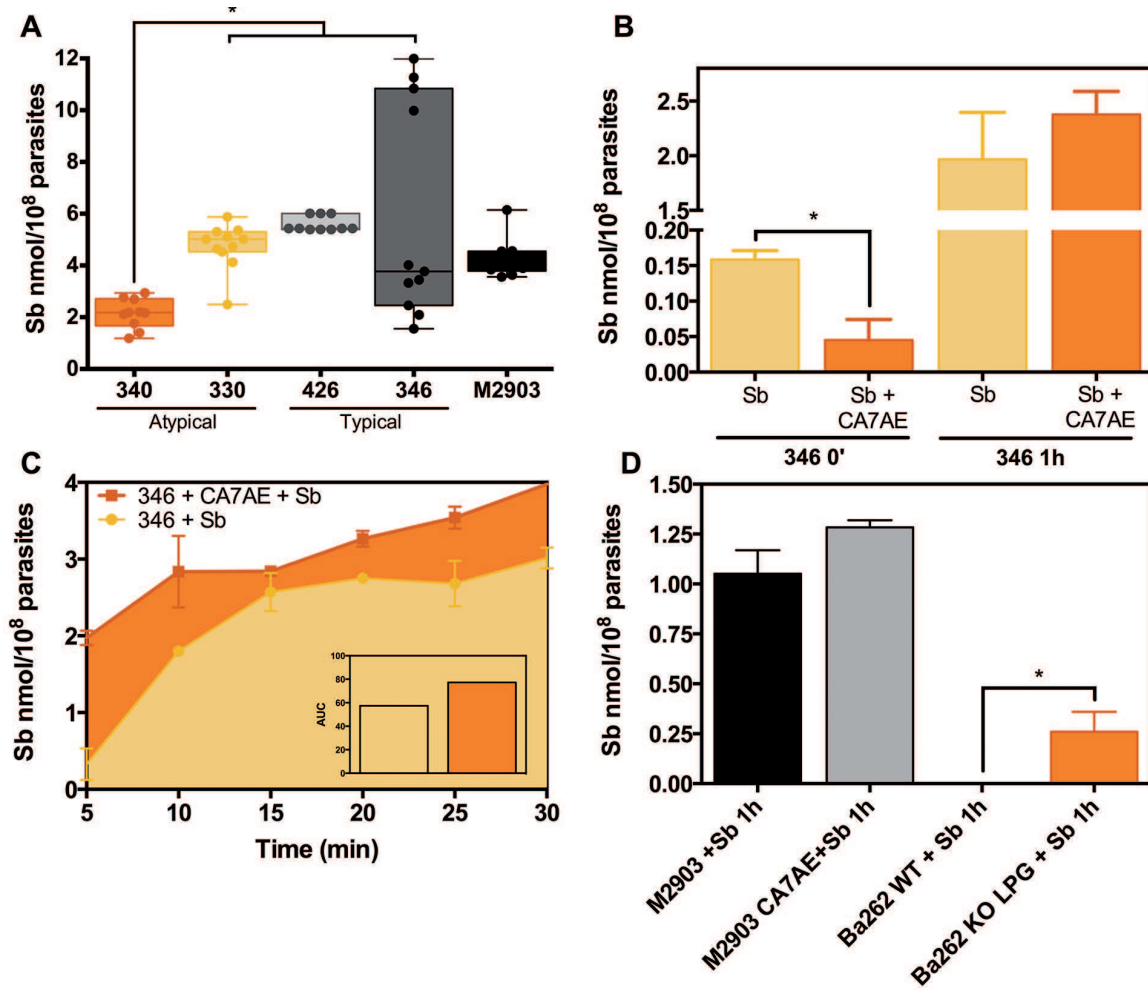 A
*
Sb nmol/10⁸ parasites
12
10
8
6
4
2
0
340
330
426
346
M2903
Atypical
Typical
B
Sb nmol/10⁸ parasites
2.5
2.0
1.5
0.20
0.15
0.10
0.05
0.00
*
Sb
Sb +
CA7AE
Sb
Sb +
CA7AE
346 0'
346 1h
C
346 + CA7AE + Sb
346 + Sb
Sb nmol/10⁸ parasites
4
3
2
1
0
5
10
15
20
25
30
Time (min)
AUC
100
80
60
40
20
0
D
Sb nmol/10⁸ parasites
1.50
1.25
1.00
0.75
0.50
0.25
0.00
*
M2903 +Sb 1h
M2903 CA7AE+Sb 1h
Ba262 WT + Sb 1h
Ba262 KO LPG + Sb 1h